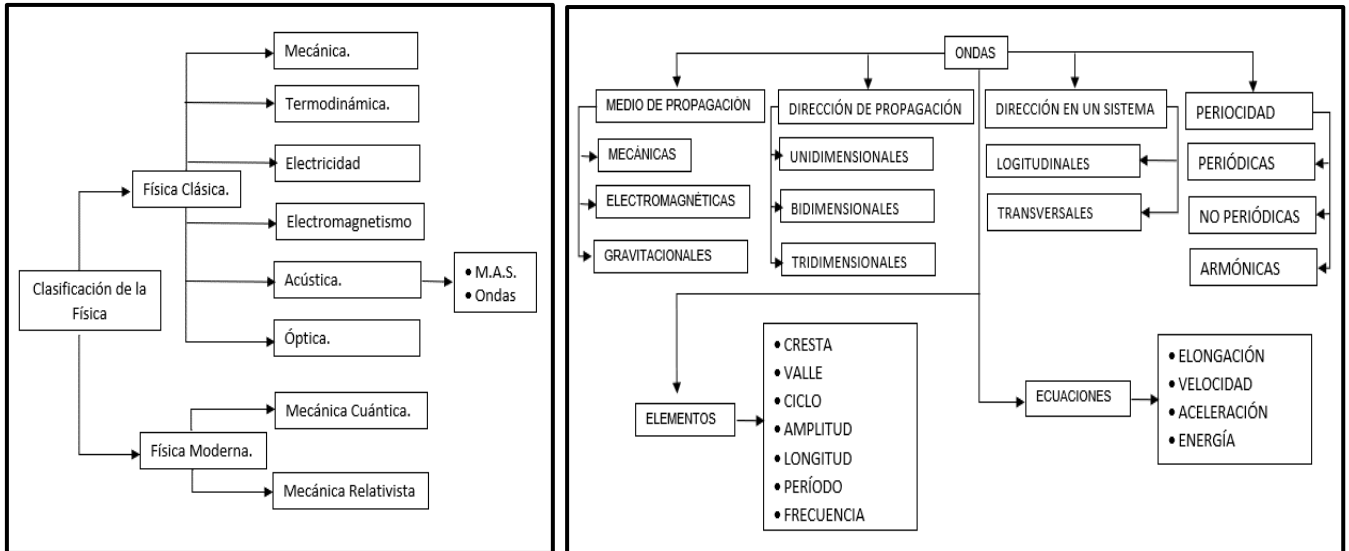 Mecánica.
Termodinámica.
Electricidad
Física Clásica.
Electromagnetismo
Acústica.
• M.A.S.
• Ondas
Clasificación de la
Física
Óptica.
Mecánica Cuántica.
Física Moderna.
Mecánica Relativista
ONDAS
MEDIO DE PROPAGACIÓN
MECÁNICAS
ELECTROMAGNÉTICAS
GRAVITACIONALES
DIRECCIÓN DE PROPAGACIÓN
UNIDIMENSIONALES
BIDIMENSIONALES
TRIDIMENSIONALES
DIRECCIÓN EN UN SISTEMA
LOGITUDINALES
TRANSVERSALES
PERIOCIDAD
PERIÓDICAS
NO PERIÓDICAS
ARMÓNICAS
ELEMENTOS
• CRESTA
• VALLE
• CICLO
• AMPLITUD
• LONGITUD
• PERÍODO
• FRECUENCIA
ECUACIONES
• ELONGACIÓN
• VELOCIDAD
• ACELERACIÓN
• ENERGÍA